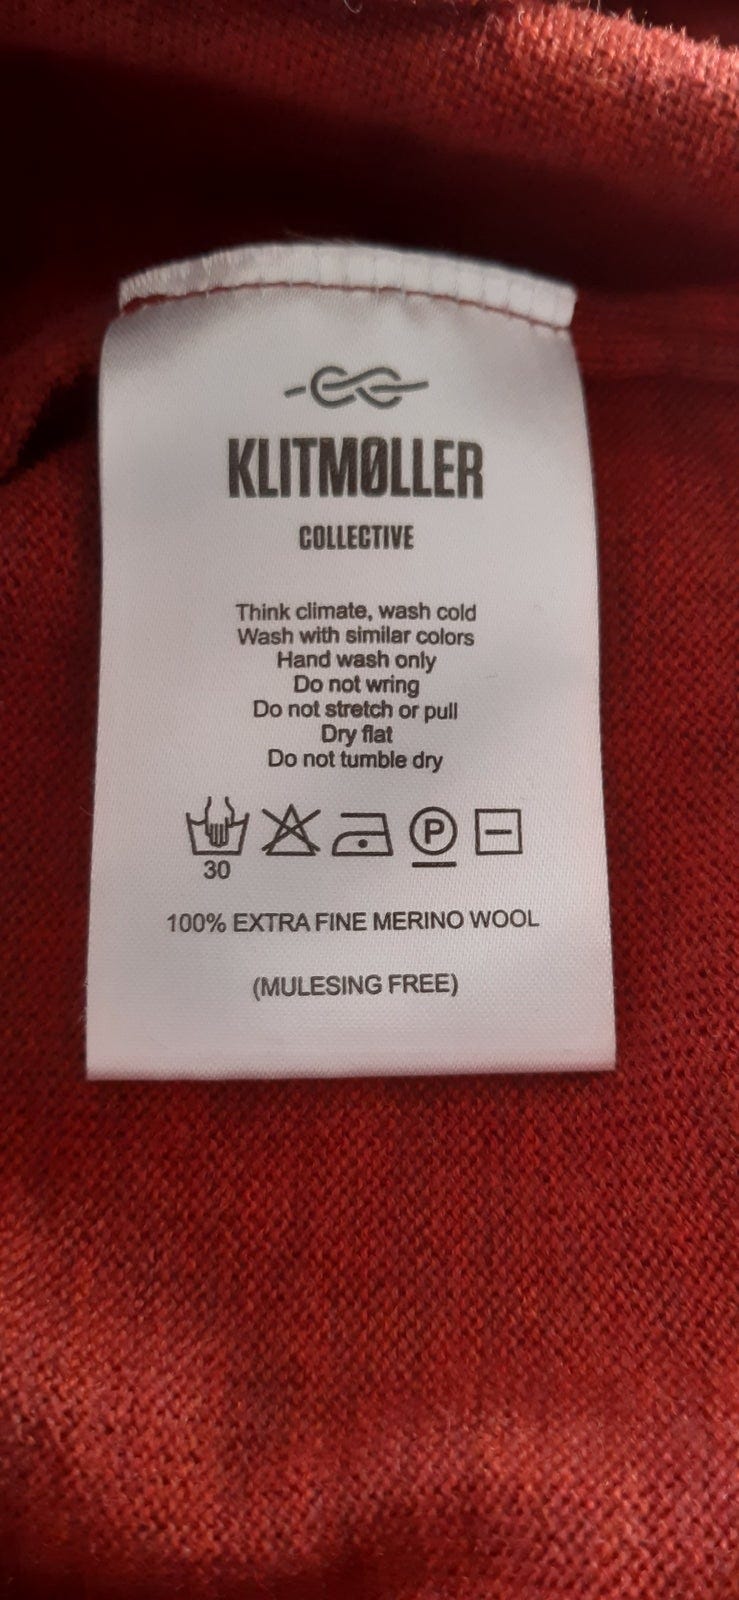 KLITMØLLER
COLLECTIVE
Think climate, wash cold
Wash with similar colors
Hand wash only
Do not wring
Do not stretch or pull
Dry flat
Do not tumble dry
P
30
100% EXTRA FINE MERINO WOOL
(MULESING FREE)